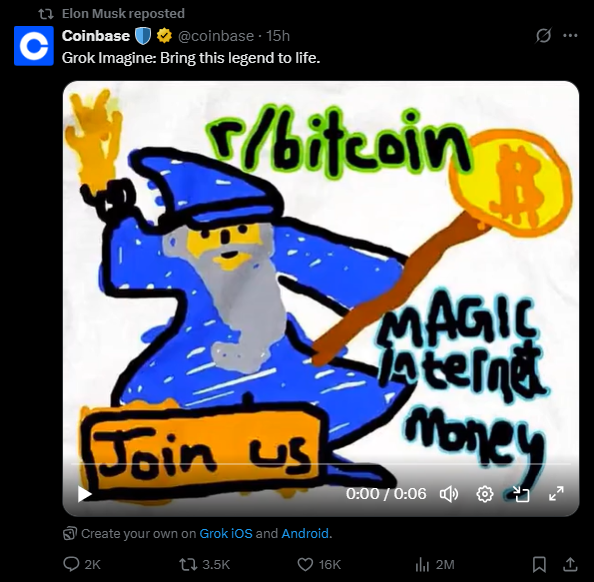 Elon Musk reposted
Coinbase @coinbase · 15h
Grok Imagine: Bring this legend to life.
r/bitcoin
MAGIC
Internet
Money
Join us
0:00 / 0:06
Create your own on Grok iOS and Android.
2K 3.5K 16K 2M